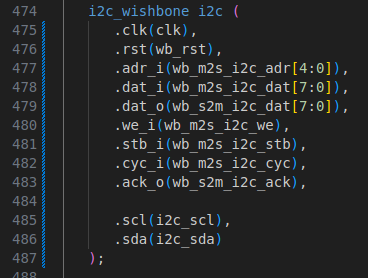 474 i2c_wishbone i2c (
475 .clk(clk),
476 .rst(wb_rst),
477 .adr_i(wb_m2s_i2c_adr[4:0]),
478 .dat_i(wb_m2s_i2c_dat[7:0]),
479 .dat_o(wb_s2m_i2c_dat[7:0]),
480 .we_i(wb_m2s_i2c_we),
481 .stb_i(wb_m2s_i2c_stb),
482 .cyc_i(wb_m2s_i2c_cyc),
483 .ack_o(wb_s2m_i2c_ack),
484
485 .scl(i2c_scl),
486 .sda(i2c_sda)
487 );
488